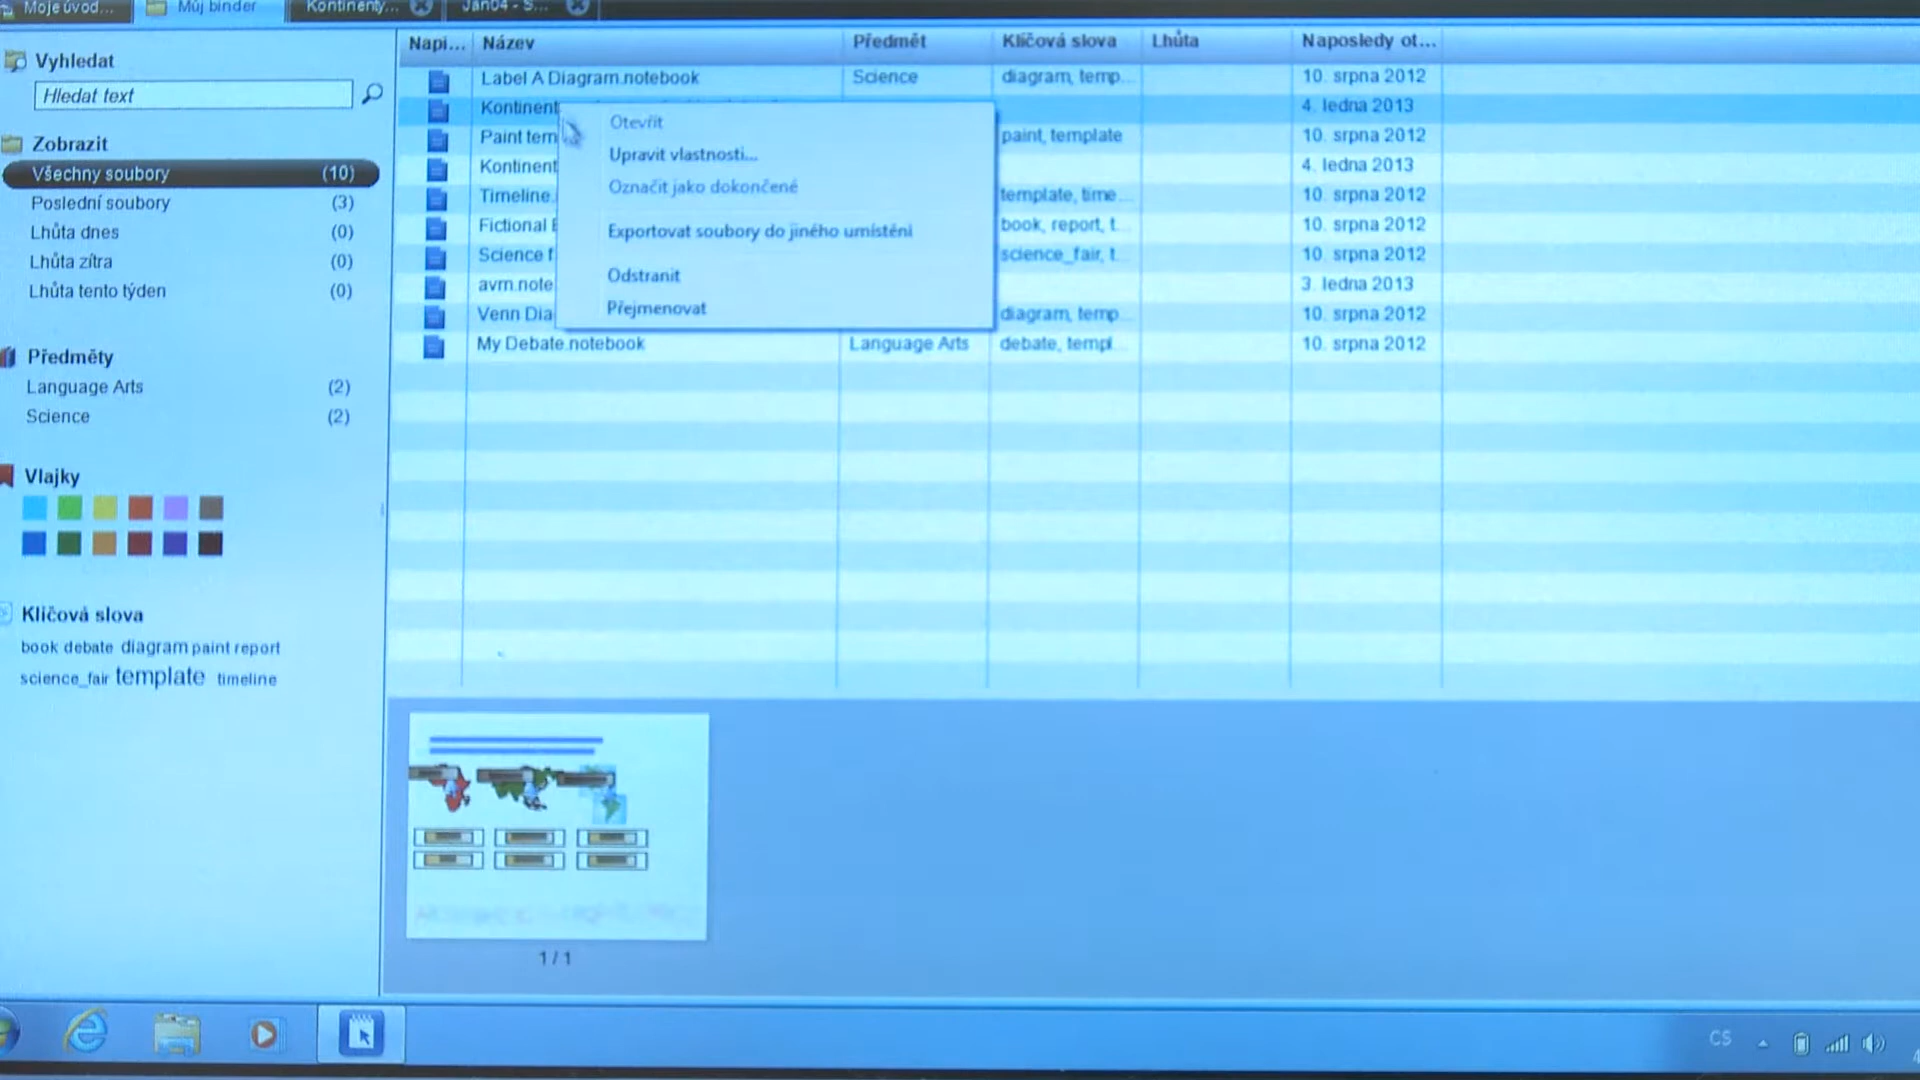 Moje úvod...
Můj binder
Kontinenty...
Jan04 - S...
Vyhledat
Hledat text
Zobrazit
Všechny soubory (10)
Poslední soubory (3)
Lhůta dnes (0)
Lhůta zítra (0)
Lhůta tento týden (0)
Předměty
Language Arts (2)
Science (2)
Vlajky
Klíčová slova
book debate diagram paint report
science_fair template timeline
Napi... Název Předmět Klíčová slova Lhůta Naposledy ot...
Label A Diagram.notebook Science diagram, temp... 10. srpna 2012
Kontinent 4. ledna 2013
Paint tem paint, template 10. srpna 2012
Kontinent 4. ledna 2013
Timeline. template, time... 10. srpna 2012
Fictional book, report, t... 10. srpna 2012
Science f science_fair, t... 10. srpna 2012
avm.note 3. ledna 2013
Venn Dia diagram, temp... 10. srpna 2012
My Debate.notebook Language Arts debate, templ... 10. srpna 2012
Otevřít
Upravit vlastnosti...
Označit jako dokončené
Exportovat soubory do jiného umístění
Odstranit
Přejmenovat
1 / 1
CS